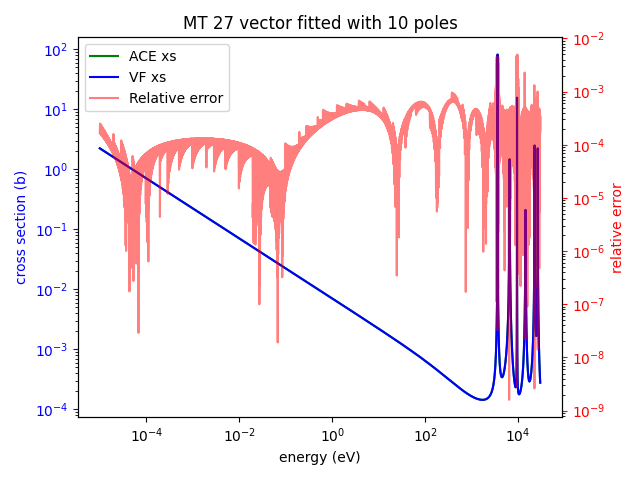 MT 27 vector fitted with 10 poles
ACE xs
VF xs
Relative error
cross section (b)
10^2
10^1
10^0
10^-1
10^-2
10^-3
10^-4
10^-2
10^-3
10^-4
10^-5
10^-6
10^-7
10^-8
10^-9
relative error
10^-4
10^-2
10^0
10^2
10^4
energy (eV)